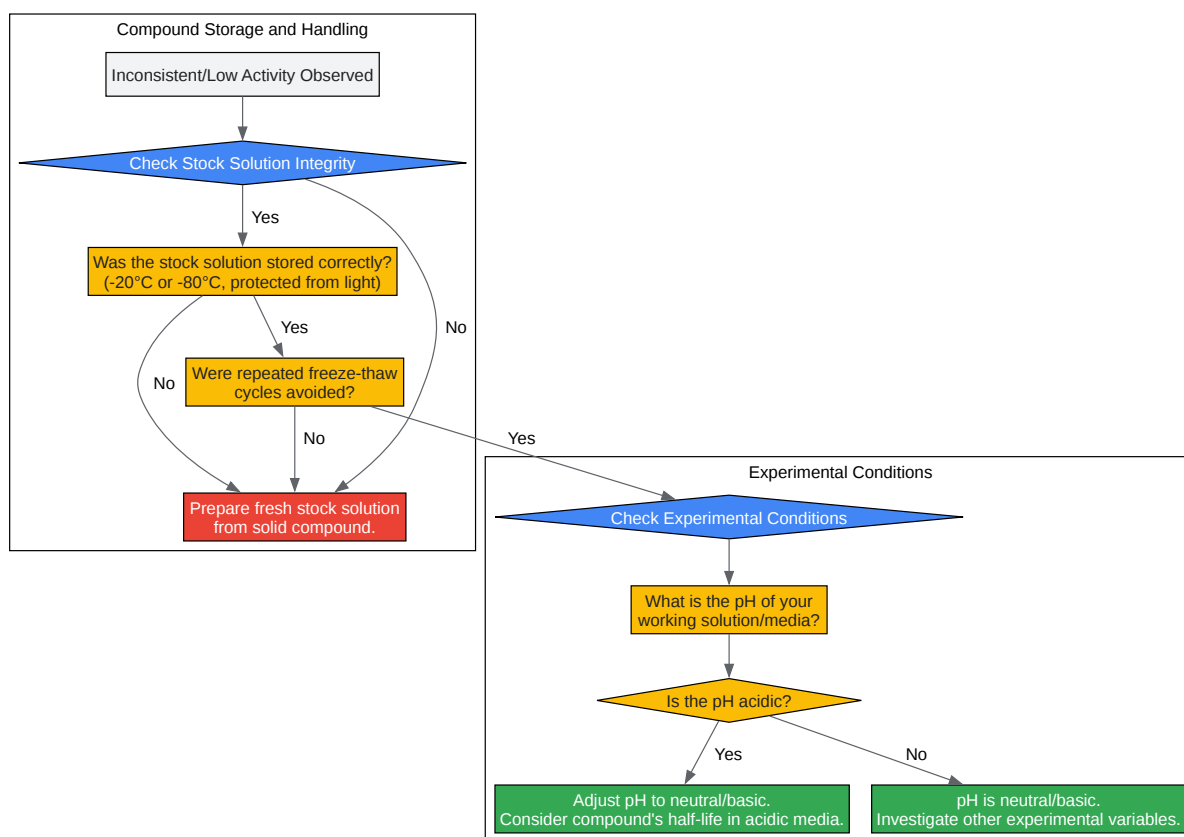 Compound Storage and Handling
Inconsistent/Low Activity Observed
Check Stock Solution Integrity
Yes
Was the stock solution stored correctly?
(-20°C or -80°C, protected from light)
Yes
No
No
Were repeated freeze-thaw
cycles avoided?
No
Yes
Prepare fresh stock solution
from solid compound.
Experimental Conditions
Check Experimental Conditions
What is the pH of your
working solution/media?
Is the pH acidic?
Yes
No
Adjust pH to neutral/basic.
Consider compound's half-life in acidic media.
pH is neutral/basic.
Investigate other experimental variables.